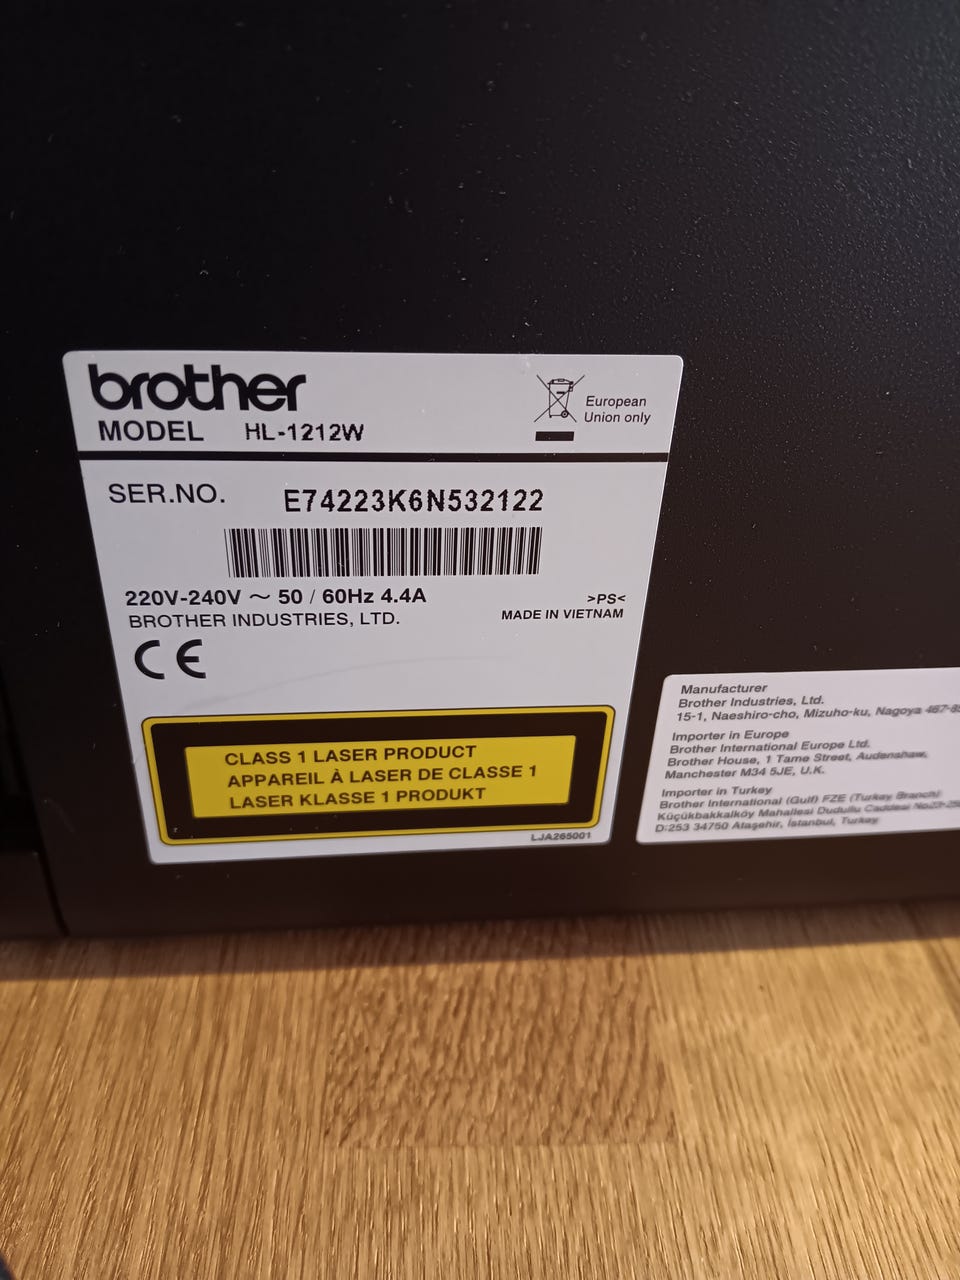 brother
MODEL HL-1212W
European
Union only
SER.NO. E74223K6N532122
220V-240V ~ 50 / 60Hz 4.4A
BROTHER INDUSTRIES, LTD.
>PS<
MADE IN VIETNAM
CE
CLASS 1 LASER PRODUCT
APPAREIL À LASER DE CLASSE 1
LASER KLASSE 1 PRODUKT
LJA265001
Manufacturer
Brother Industries, Ltd.
15-1, Naeshiro-cho, Mizuho-ku, Nagoya
Importer in Europe
Brother International Europe Ltd.
Brother House, 1 Tame Street, Audenshaw,
Manchester M34 5JE, U.K.
Importer in Turkey
Brother International (Gulf) FZE (Turkey Branch)
Küçükbakkalköy Mahallesi Dudullu Caddesi
D:253 34750 Ataşehir, İstanbul, Turkey